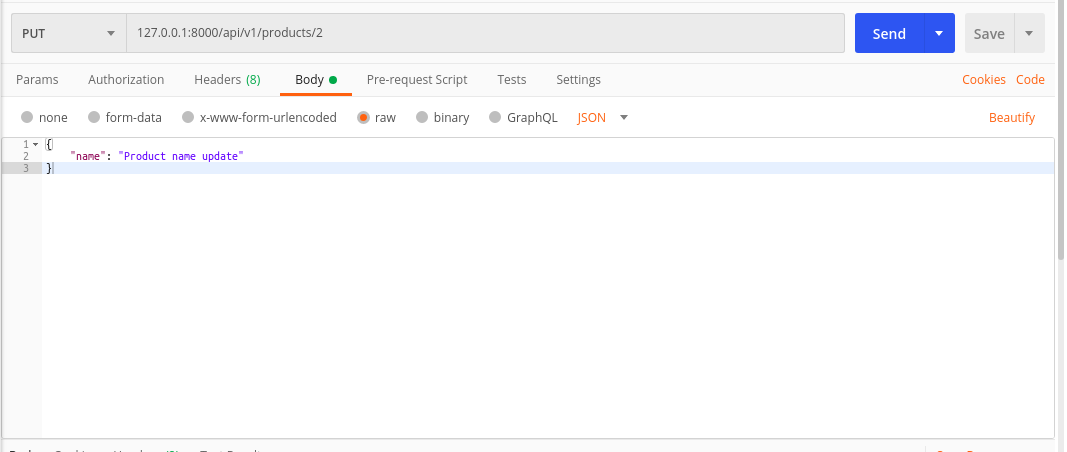 PUT 127.0.0.1:8000/api/v1/products/2 Send Save
Params Authorization Headers (8) Body Pre-request Script Tests Settings Cookies Code
none form-data x-www-form-urlencoded raw binary GraphQL JSON Beautify
1 {
2 "name": "Product name update"
3 }